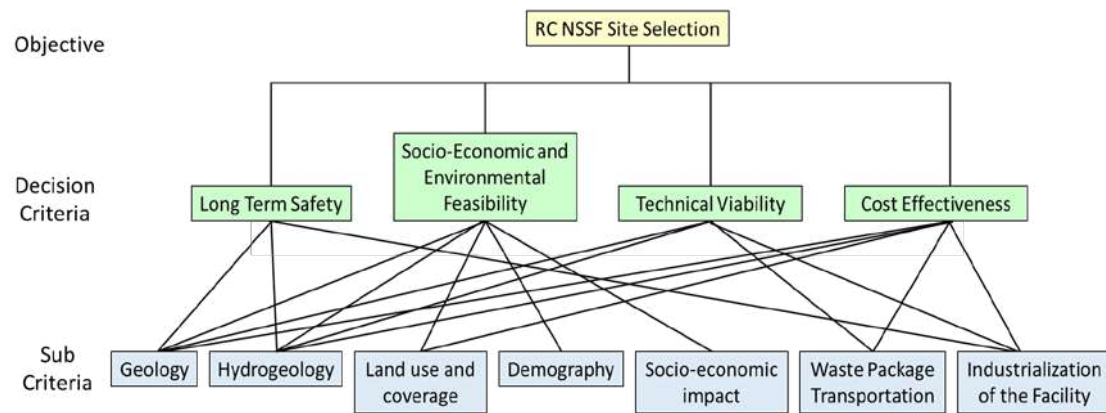 Objective
RC NSSF Site Selection
Decision
Criteria
Long Term Safety
Socio-Economic and
Environmental
Feasibility
Technical Viability
Cost Effectiveness
Sub
Criteria
Geology
Hydrogeology
Land use and
coverage
Demography
Socio-economic
impact
Waste Package
Transportation
Industrialization
of the Facility